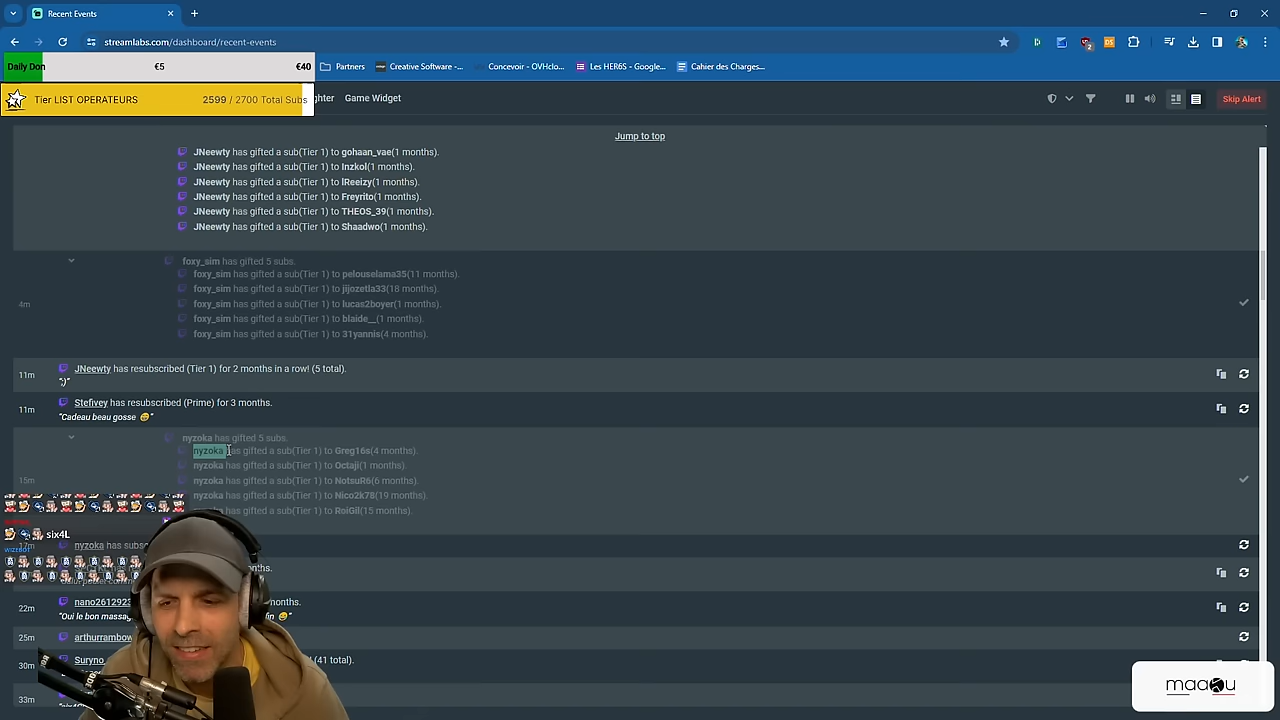 Recent Events
streamlabs.com/dashboard/recent-events
Daily Don €5 €40
Partners Creative Software -... Concevoir - OVHclo... Les HER6S - Google... Cahier des Charges...
Tier LIST OPERATEURS 2599 / 2700 Total Subs
Game Widget Skip Alert
Jump to top
JNeewty has gifted a sub(Tier 1) to gohaan_vae(1 months).
JNeewty has gifted a sub(Tier 1) to Inzkol(1 months).
JNeewty has gifted a sub(Tier 1) to lReeizy(1 months).
JNeewty has gifted a sub(Tier 1) to Freyrito(1 months).
JNeewty has gifted a sub(Tier 1) to THEOS_39(1 months).
JNeewty has gifted a sub(Tier 1) to Shaadwo(1 months).
foxy_sim has gifted 5 subs.
foxy_sim has gifted a sub(Tier 1) to pelouselama35(11 months).
foxy_sim has gifted a sub(Tier 1) to jijozetla33(18 months).
4m
foxy_sim has gifted a sub(Tier 1) to lucas2boyer(1 months).
foxy_sim has gifted a sub(Tier 1) to blaide__(1 months).
foxy_sim has gifted a sub(Tier 1) to 31yannis(4 months).
11m JNeewty has resubscribed (Tier 1) for 2 months in a row! (5 total).
";)"
11m Stefivey has resubscribed (Prime) for 3 months.
"Cadeau beau gosse 😅"
nyzoka has gifted 5 subs.
nyzoka has gifted a sub(Tier 1) to Greg16s(4 months).
nyzoka has gifted a sub(Tier 1) to Octaji(1 months).
15m nyzoka has gifted a sub(Tier 1) to NotsuR6(6 months).
nyzoka has gifted a sub(Tier 1) to Nico2k78(19 months).
has gifted a sub(Tier 1) to RoiGil(15 months).
six4L
17m nyzoka has subsc
WIZEBOT
22m nano2612923 months.
"Oui le bon massag
25m arthurrambow
30m Suryno (41 total).
33m
maaou